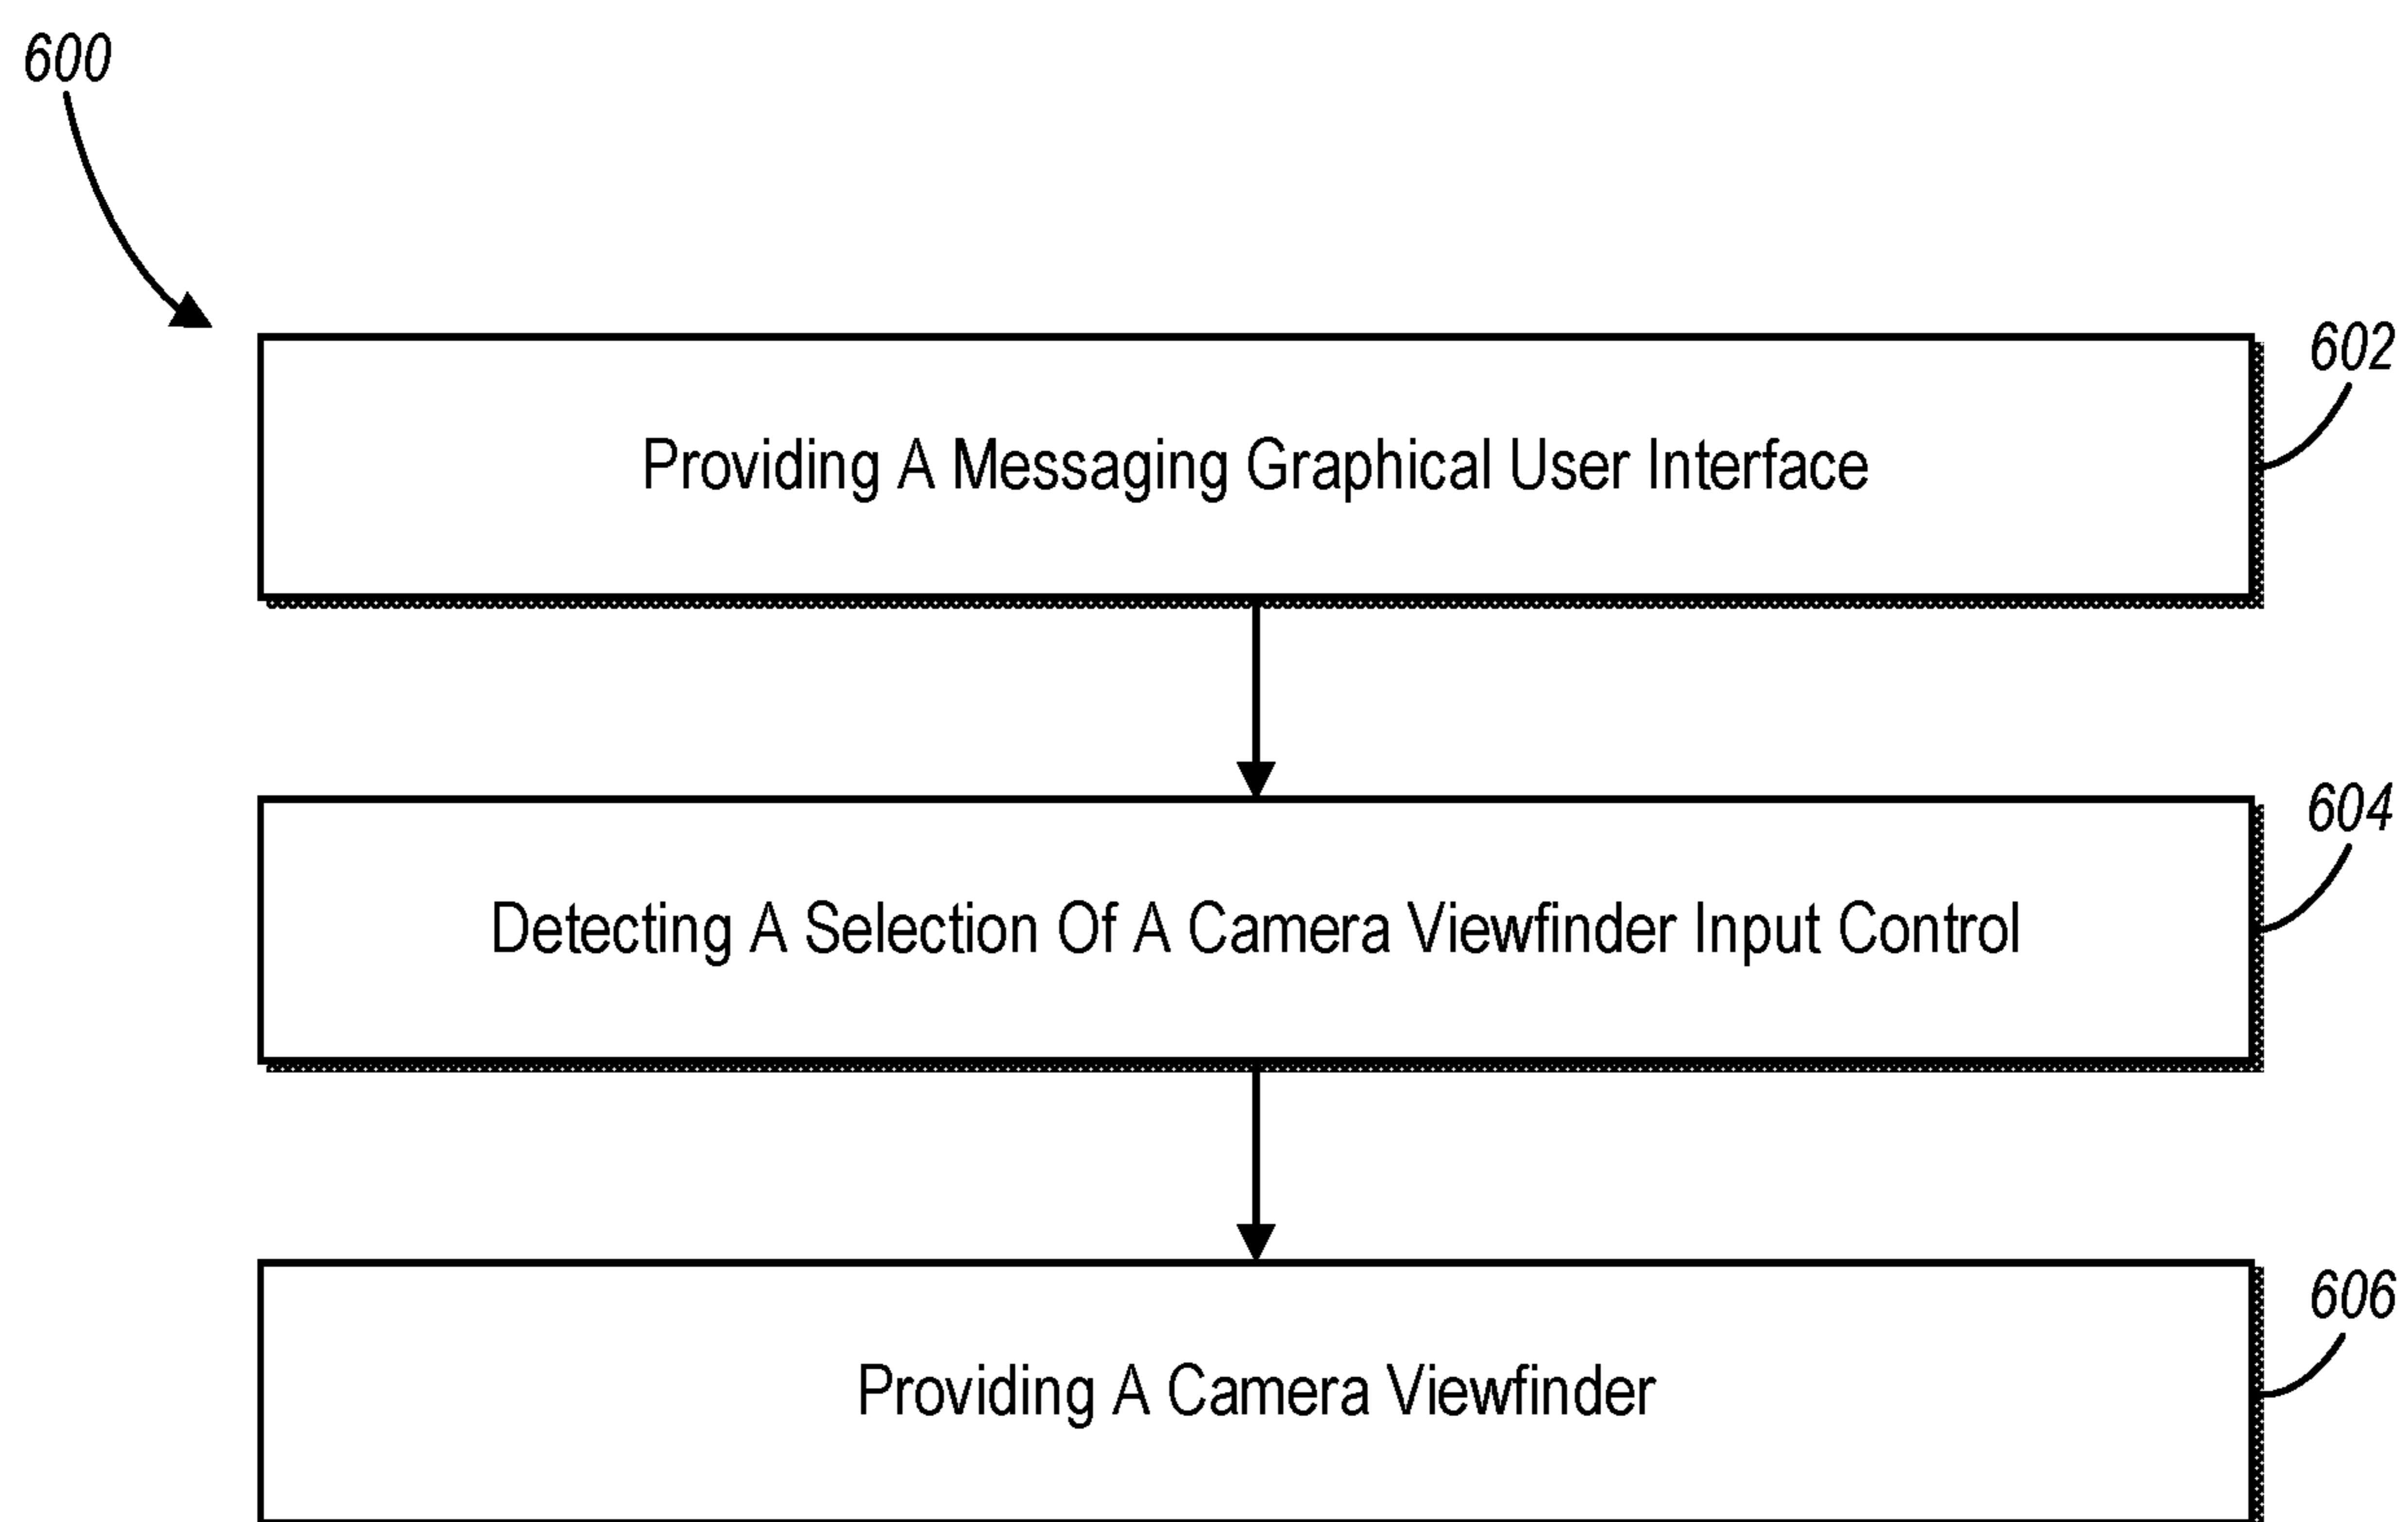 600
602
Providing A Messaging Graphical User Interface
604
Detecting A Selection Of A Camera Viewfinder Input Control
606
Providing A Camera Viewfinder